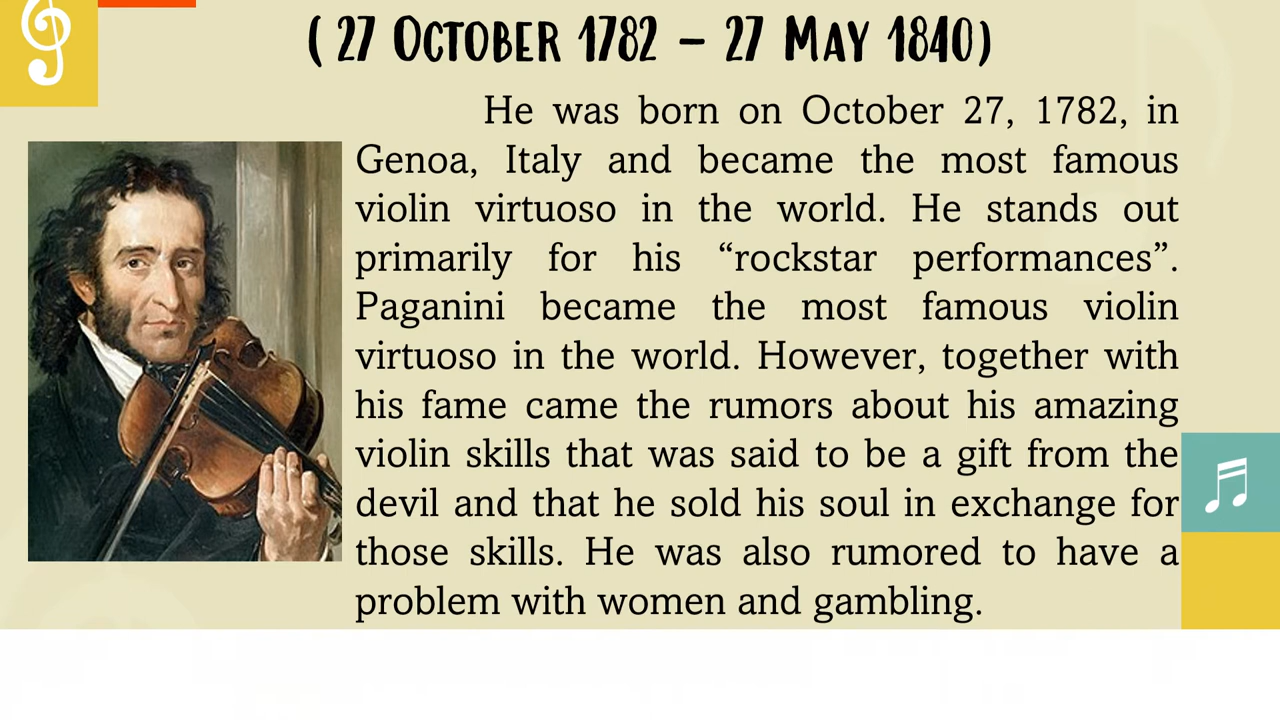 ( 27 October 1782 – 27 May 1840)
He was born on October 27, 1782, in
Genoa, Italy and became the most famous
violin virtuoso in the world. He stands out
primarily for his “rockstar performances”.
Paganini became the most famous violin
virtuoso in the world. However, together with
his fame came the rumors about his amazing
violin skills that was said to be a gift from the
devil and that he sold his soul in exchange for
those skills. He was also rumored to have a
problem with women and gambling.